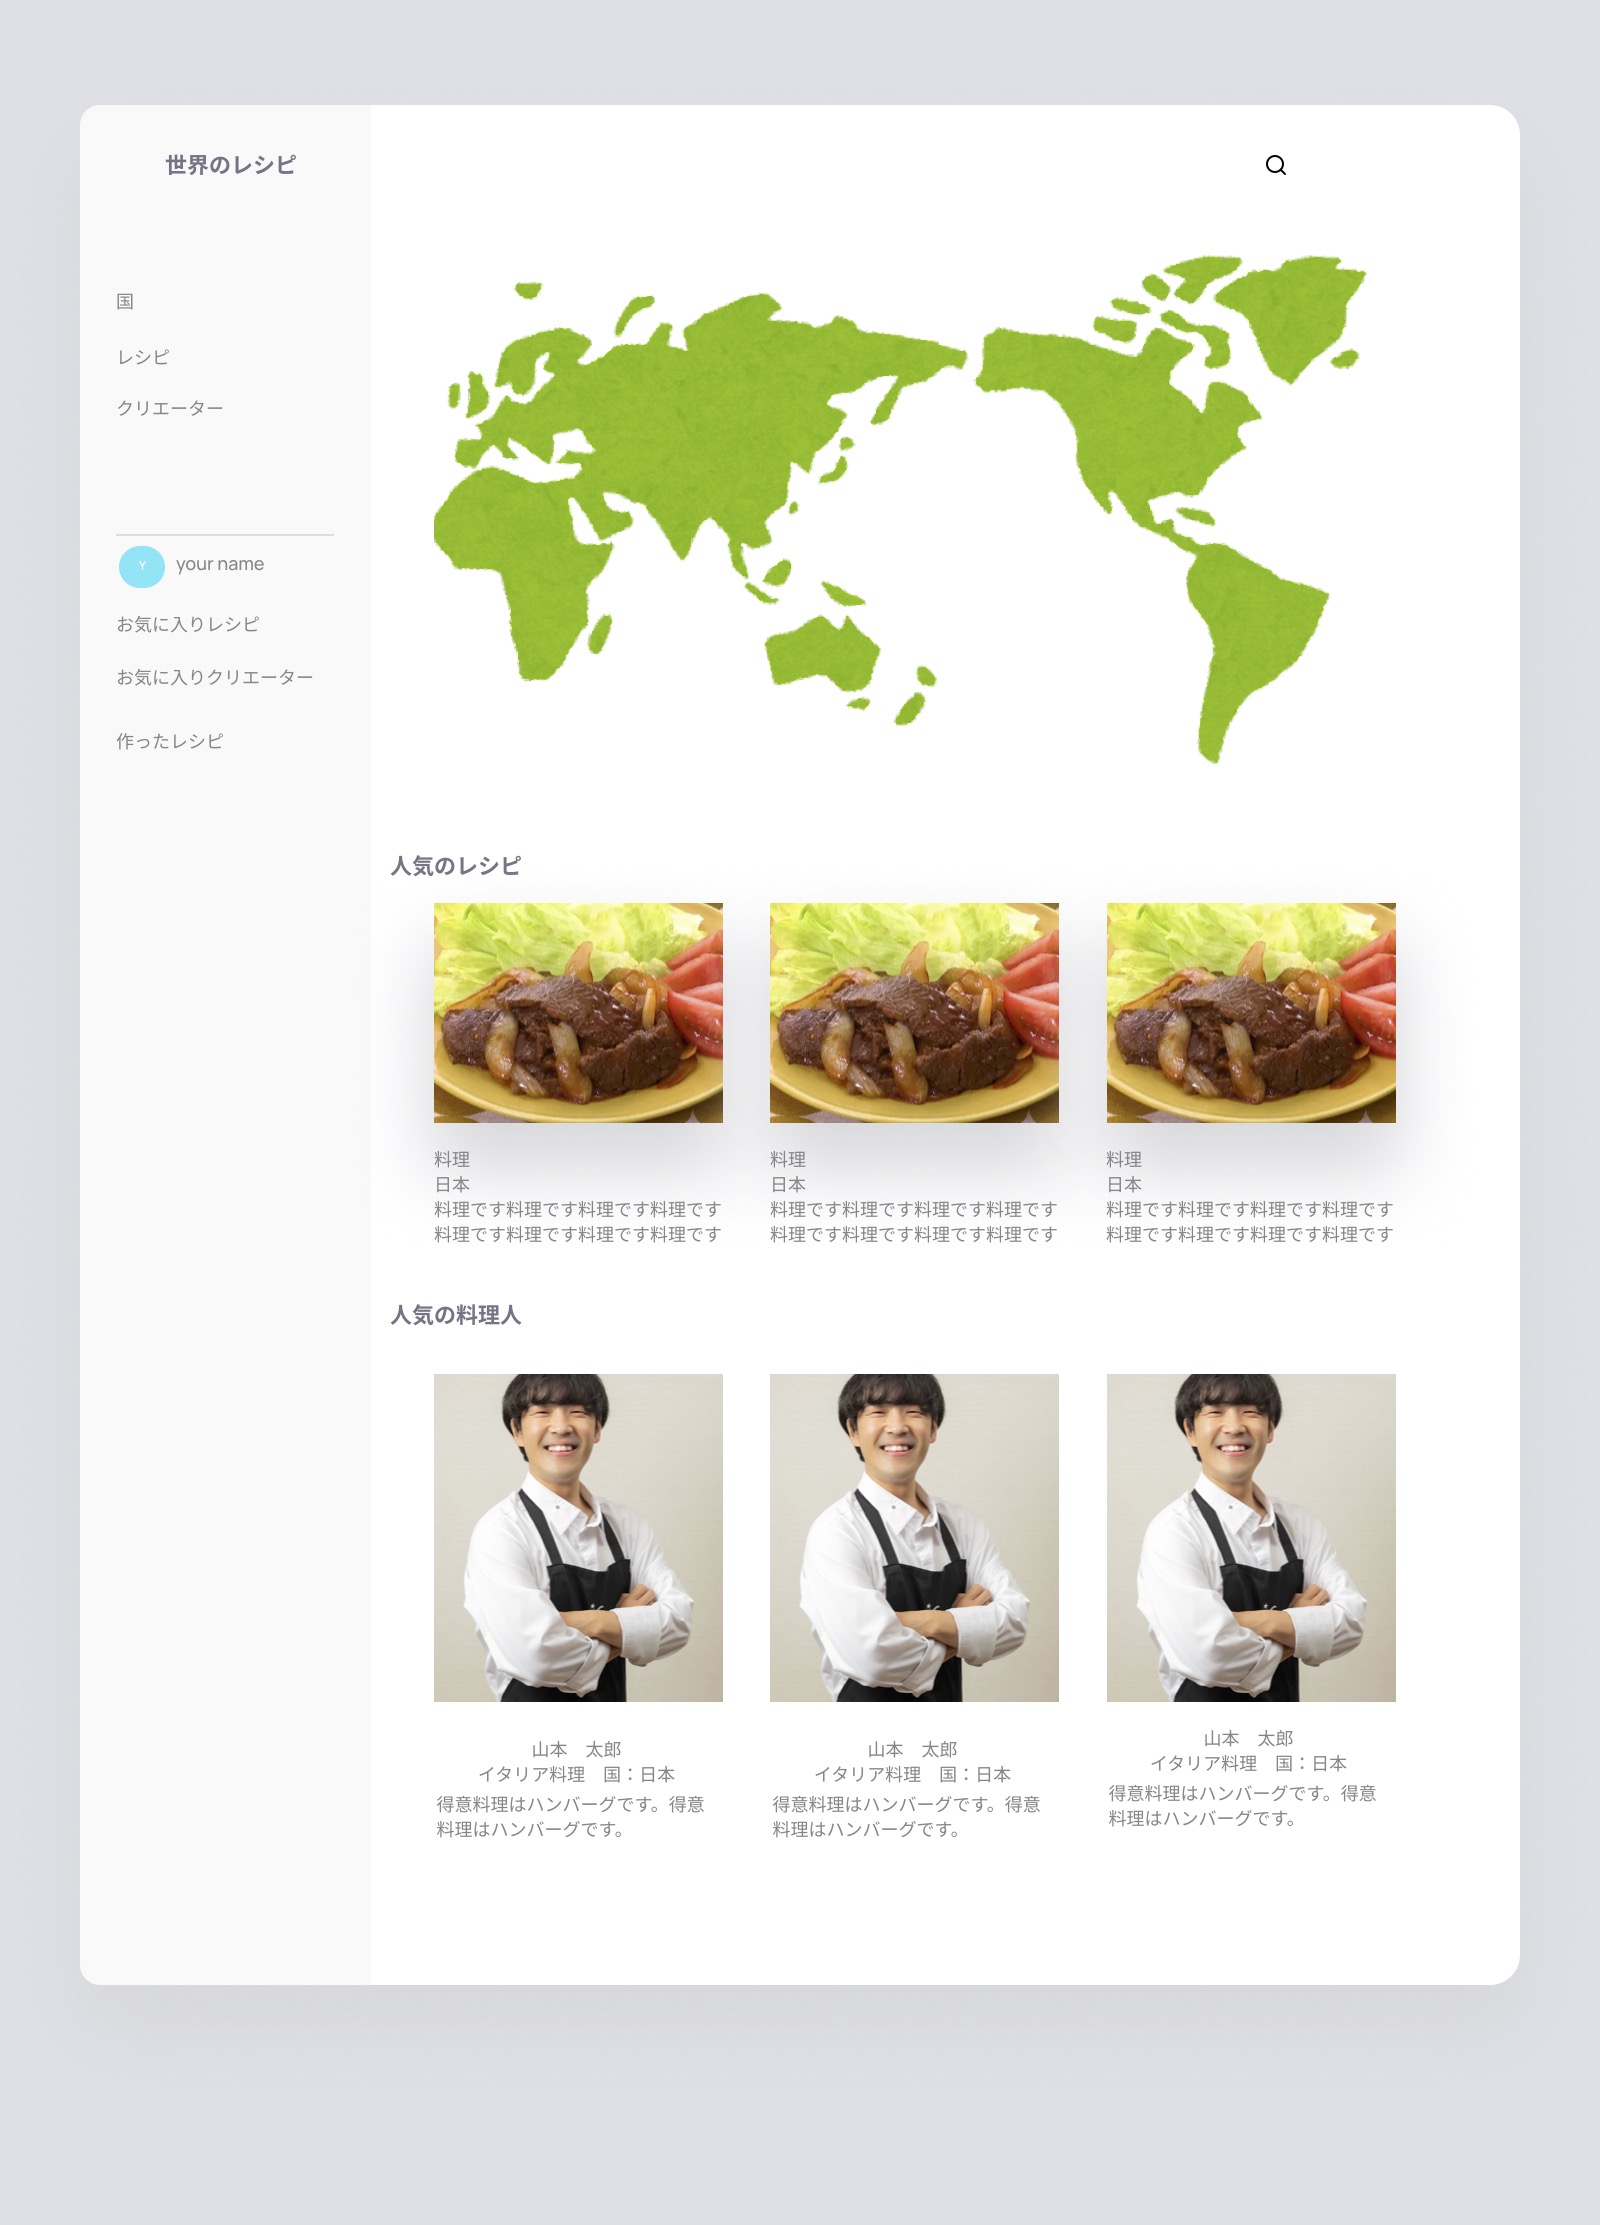 世界のレシピ
国
レシピ
クリエーター
Y
your name
お気に入りレシピ
お気に入りクリエーター
作ったレシピ
人気のレシピ
料理
日本
料理です料理です料理です料理です
料理です料理です料理です料理です
料理
日本
料理です料理です料理です料理です
料理です料理です料理です料理です
料理
日本
料理です料理です料理です料理です
料理です料理です料理です料理です
人気の料理人
山本　太郎
イタリア料理　国：日本
得意料理はハンバーグです。得意
料理はハンバーグです。
山本　太郎
イタリア料理　国：日本
得意料理はハンバーグです。得意
料理はハンバーグです。
山本　太郎
イタリア料理　国：日本
得意料理はハンバーグです。得意
料理はハンバーグです。